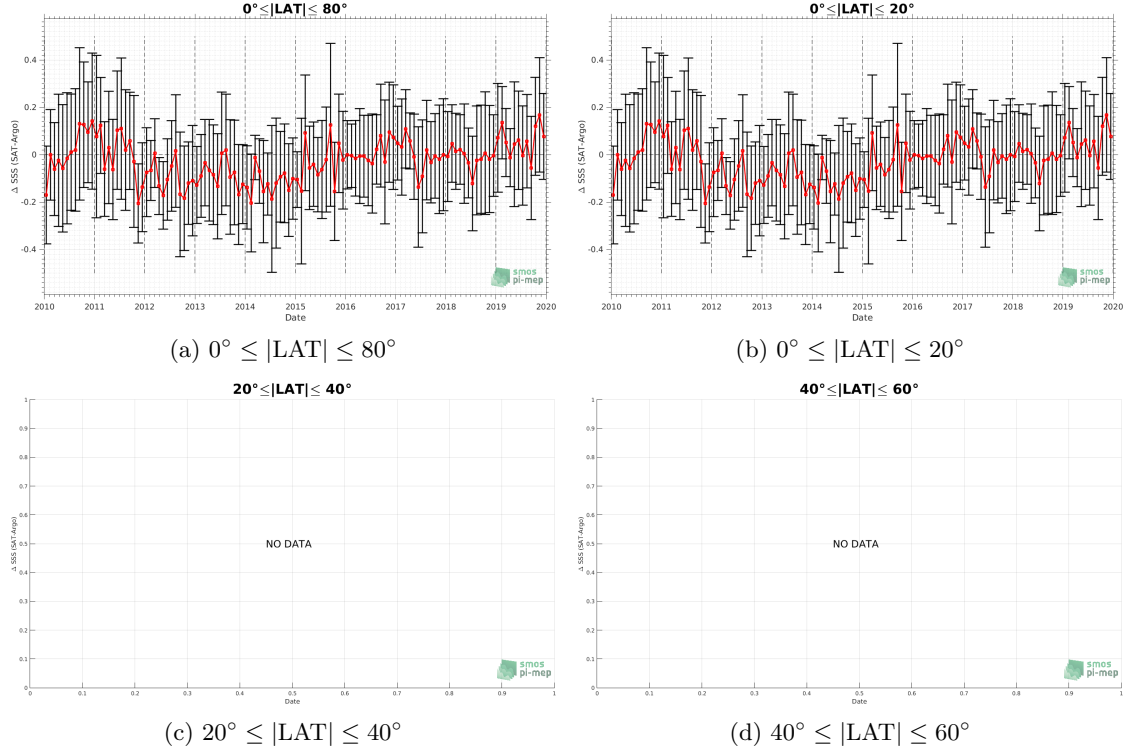 0°≤|LAT|≤ 80°
Δ SSS (SAT-Argo)
0.4
0.2
0
-0.2
-0.4
2010 2011 2012 2013 2014 2015 2016 2017 2018 2019 2020
Date
smos
pi-mep
(a) 0° ≤ |LAT| ≤ 80°
0°≤|LAT|≤ 20°
Δ SSS (SAT-Argo)
0.4
0.2
0
-0.2
-0.4
2010 2011 2012 2013 2014 2015 2016 2017 2018 2019 2020
Date
smos
pi-mep
(b) 0° ≤ |LAT| ≤ 20°
20°≤|LAT|≤ 40°
Δ SSS (SAT-Argo)
1
0.9
0.8
0.7
0.6
0.5
0.4
0.3
0.2
0.1
0
NO DATA
0 0.1 0.2 0.3 0.4 0.5 0.6 0.7 0.8 0.9 1
Date
smos
pi-mep
(c) 20° ≤ |LAT| ≤ 40°
40°≤|LAT|≤ 60°
Δ SSS (SAT-Argo)
1
0.9
0.8
0.7
0.6
0.5
0.4
0.3
0.2
0.1
0
NO DATA
0 0.1 0.2 0.3 0.4 0.5 0.6 0.7 0.8 0.9 1
Date
smos
pi-mep
(d) 40° ≤ |LAT| ≤ 60°